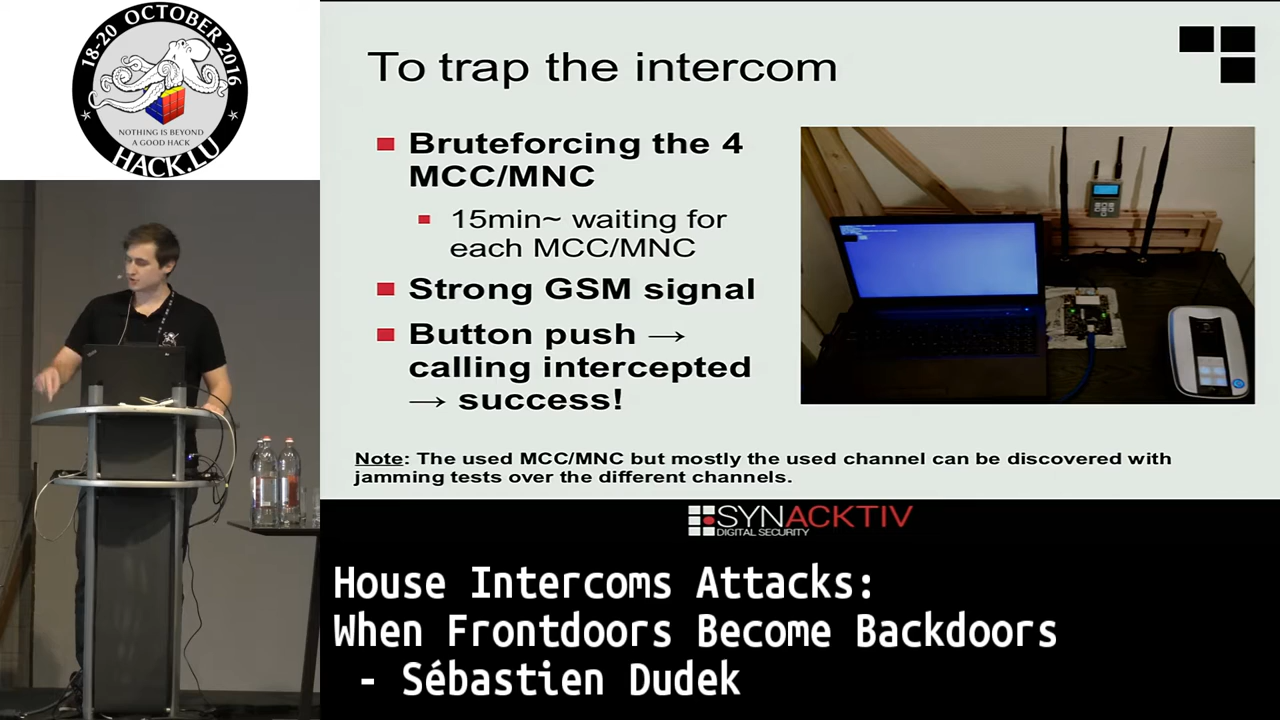 18-20 OCTOBER 2016
NOTHING IS BEYOND
A GOOD HACK
HACK.LU
To trap the intercom
Bruteforcing the 4
MCC/MNC
15min~ waiting for
each MCC/MNC
Strong GSM signal
Button push →
calling intercepted
→ success!
Note: The used MCC/MNC but mostly the used channel can be discovered with
jamming tests over the different channels.
SYNACKTIV
DIGITAL SECURITY
House Intercoms Attacks:
When Frontdoors Become Backdoors
- Sébastien Dudek